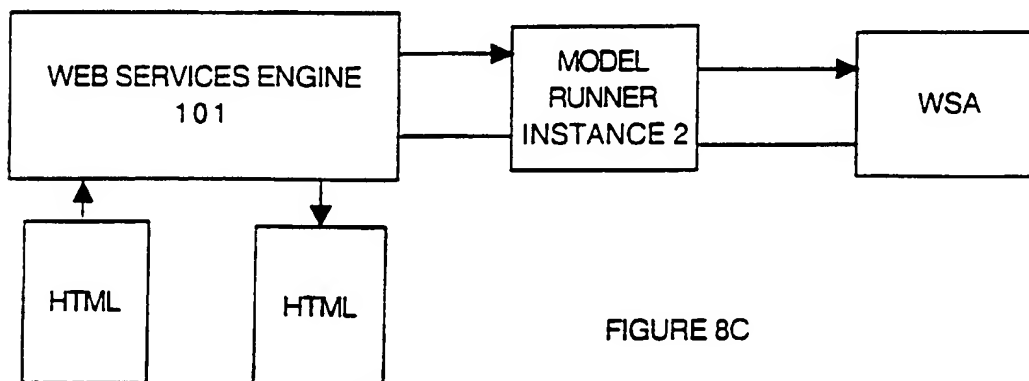 WEB SERVICES ENGINE
101
MODEL
RUNNER
INSTANCE 2
WSA
HTML
HTML
FIGURE 8C